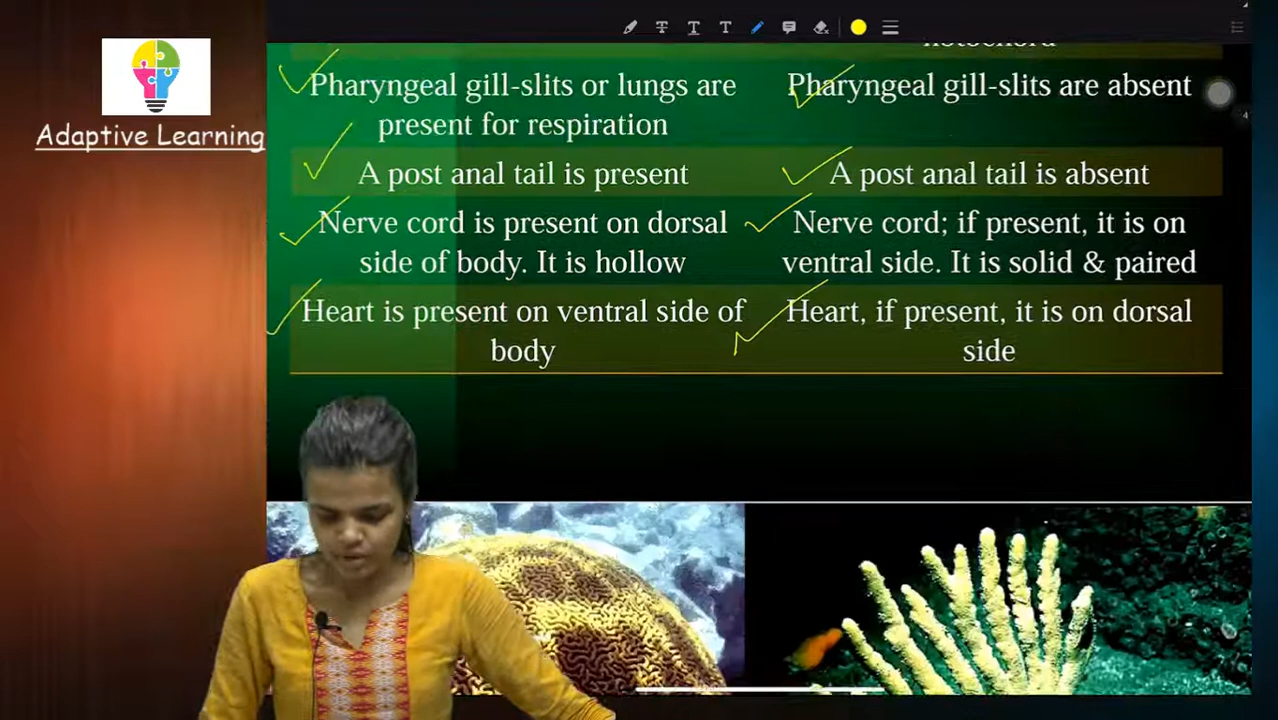 Adaptive Learning
notochord
Pharyngeal gill-slits or lungs are
present for respiration
Pharyngeal gill-slits are absent
A post anal tail is present
A post anal tail is absent
Nerve cord is present on dorsal
side of body. It is hollow
Nerve cord; if present, it is on
ventral side. It is solid & paired
Heart is present on ventral side of
body
Heart, if present, it is on dorsal
side